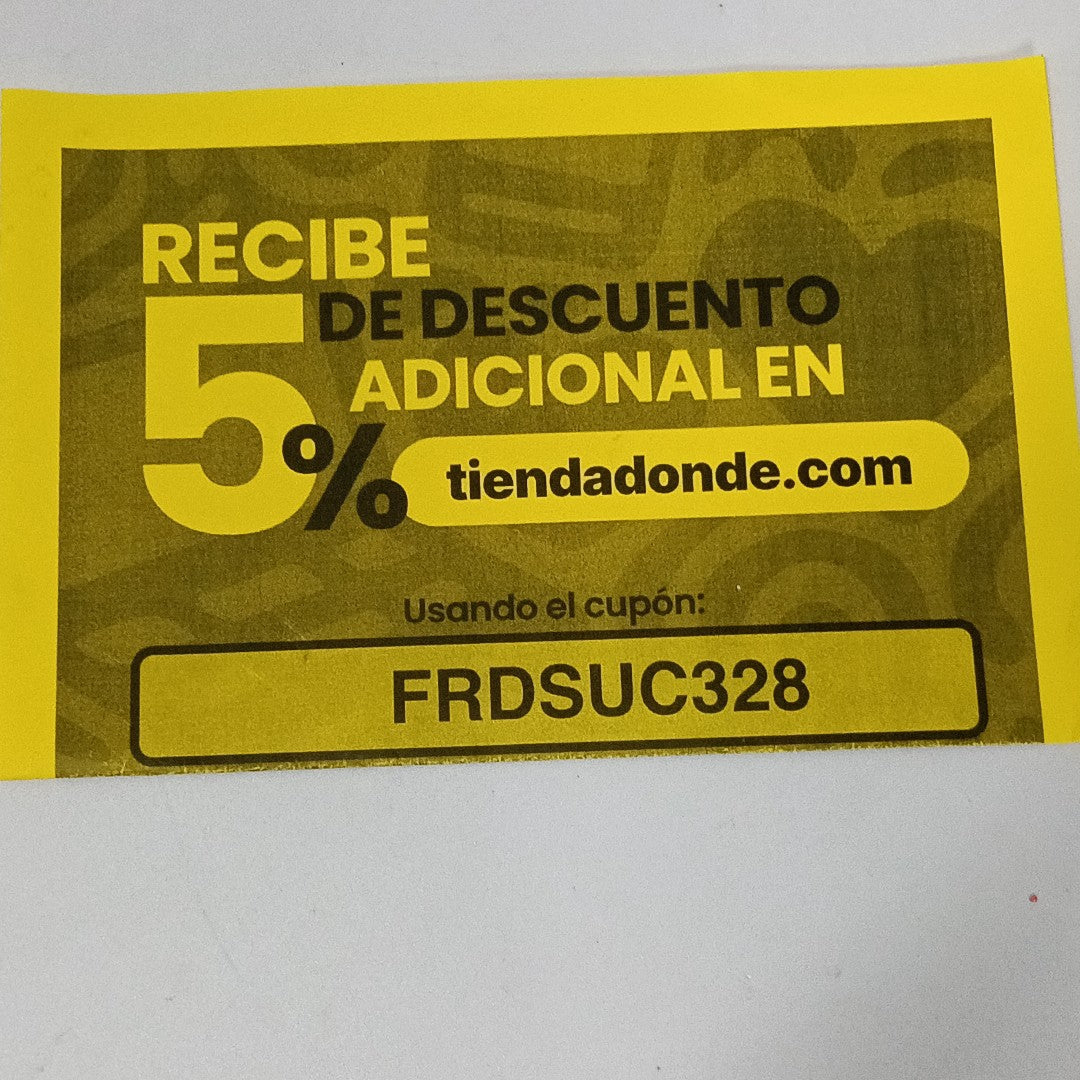 RECIBE
5% DE DESCUENTO
ADICIONAL EN
tiendadonde.com
Usando el cupón:
FRDSUC328